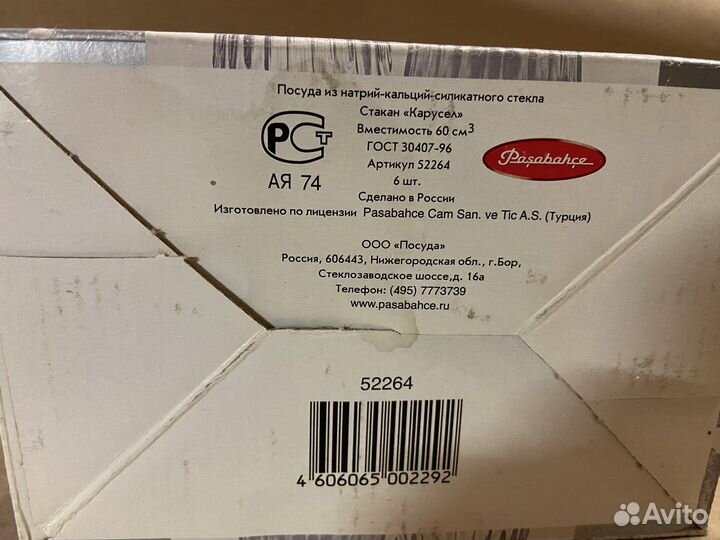 Посуда из натрий-кальций-силикатного стекла
Стакан «Карусел»
Вместимость 60 см3
ГОСТ 30407-96
Артикул 52264
6 шт.
Сделано в России
Изготовлено по лицензии Pasabahce Cam San. ve Tic A.S. (Турция)
РСТ
АЯ 74
Paşabahçe
ООО «Посуда»
Россия, 606443, Нижегородская обл., г.Бор,
Стеклозаводское шоссе,д. 16а
Телефон: (495) 7773739
www.pasabahce.ru
52264
4 606065 002292
Avito